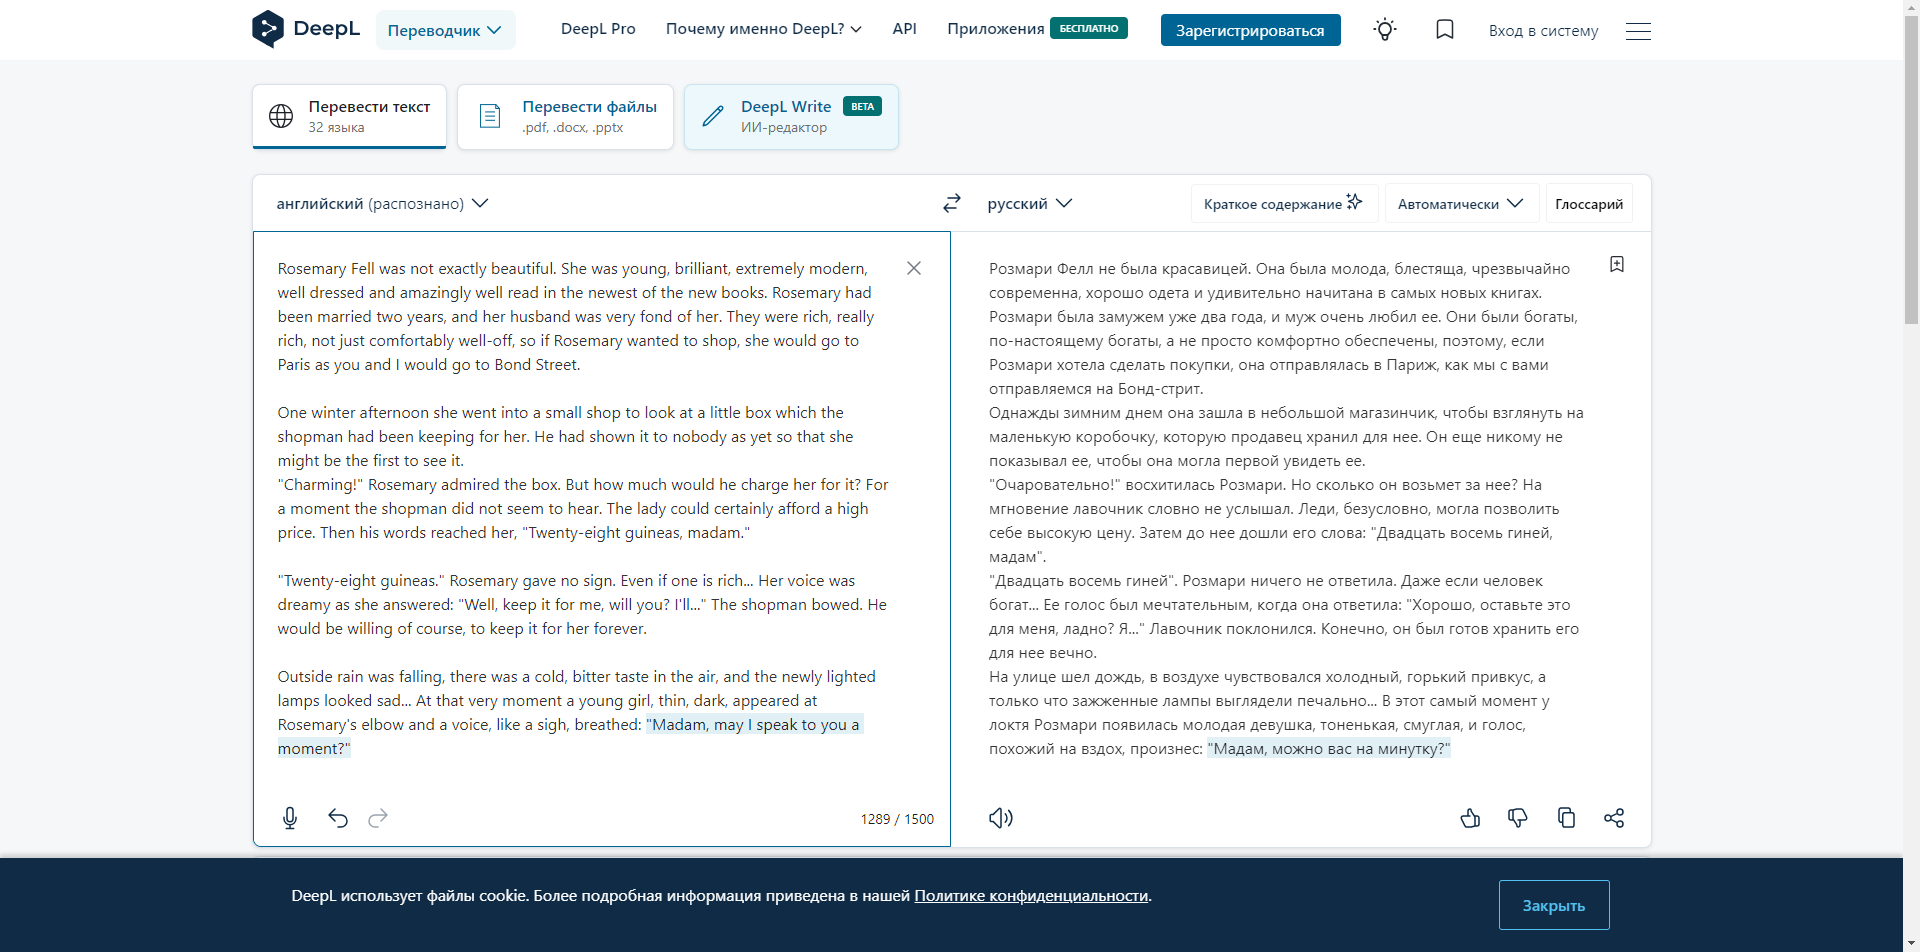 DeepL
Переводчик
DeepL Pro
Почему именно DeepL?
API
Приложения
БЕСПЛАТНО
Зарегистрироваться
Вход в систему
Перевести текст
32 языка
Перевести файлы
.pdf, .docx, .pptx
DeepL Write
BETA
ИИ-редактор
английский (распознано)
русский
Краткое содержание
Автоматически
Глоссарий
Rosemary Fell was not exactly beautiful. She was young, brilliant, extremely modern,
well dressed and amazingly well read in the newest of the new books. Rosemary had
been married two years, and her husband was very fond of her. They were rich, really
rich, not just comfortably well-off, so if Rosemary wanted to shop, she would go to
Paris as you and I would go to Bond Street.
One winter afternoon she went into a small shop to look at a little box which the
shopman had been keeping for her. He had shown it to nobody as yet so that she
might be the first to see it.
"Charming!" Rosemary admired the box. But how much would he charge her for it? For
a moment the shopman did not seem to hear. The lady could certainly afford a high
price. Then his words reached her, "Twenty-eight guineas, madam."
"Twenty-eight guineas." Rosemary gave no sign. Even if one is rich... Her voice was
dreamy as she answered: "Well, keep it for me, will you? I'll..." The shopman bowed. He
would be willing of course, to keep it for her forever.
Outside rain was falling, there was a cold, bitter taste in the air, and the newly lighted
lamps looked sad... At that very moment a young girl, thin, dark, appeared at
Rosemary's elbow and a voice, like a sigh, breathed: "Madam, may I speak to you a
moment?"
1289 / 1500
Розмари Фелл не была красавицей. Она была молода, блестяща, чрезвычайно
современна, хорошо одета и удивительно начитана в самых новых книгах.
Розмари была замужем уже два года, и муж очень любил ее. Они были богаты,
по-настоящему богаты, а не просто комфортно обеспечены, поэтому, если
Розмари хотела сделать покупки, она отправлялась в Париж, как мы с вами
отправляемся на Бонд-стрит.
Однажды зимним днем она зашла в небольшой магазинчик, чтобы взглянуть на
маленькую коробочку, которую продавец хранил для нее. Он еще никому не
показывал ее, чтобы она могла первой увидеть ее.
"Очаровательно!" восхитилась Розмари. Но сколько он возьмет за нее? На
мгновение лавочник словно не услышал. Леди, безусловно, могла позволить
себе высокую цену. Затем до нее дошли его слова: "Двадцать восемь гиней,
мадам".
"Двадцать восемь гиней". Розмари ничего не ответила. Даже если человек
богат... Ее голос был мечтательным, когда она ответила: "Хорошо, оставьте это
для меня, ладно? Я..." Лавочник поклонился. Конечно, он был готов хранить его
для нее вечно.
На улице шел дождь, в воздухе чувствовался холодный, горький привкус, а
только что зажженные лампы выглядели печально... В этот самый момент у
локтя Розмари появилась молодая девушка, тоненькая, смуглая, и голос,
похожий на вздох, произнес: "Мадам, можно вас на минутку?"
DeepL использует файлы cookie. Более подробная информация приведена в нашей Политике конфиденциальности.
Закрыть